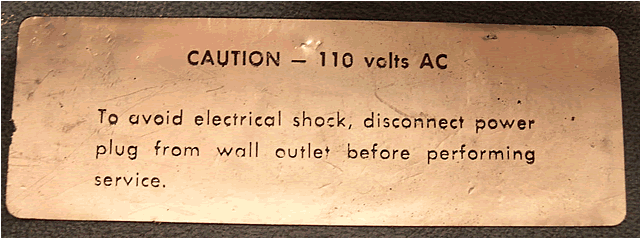 CAUTION – 110 volts AC
To avoid electrical shock, disconnect power
plug from wall outlet before performing
service.